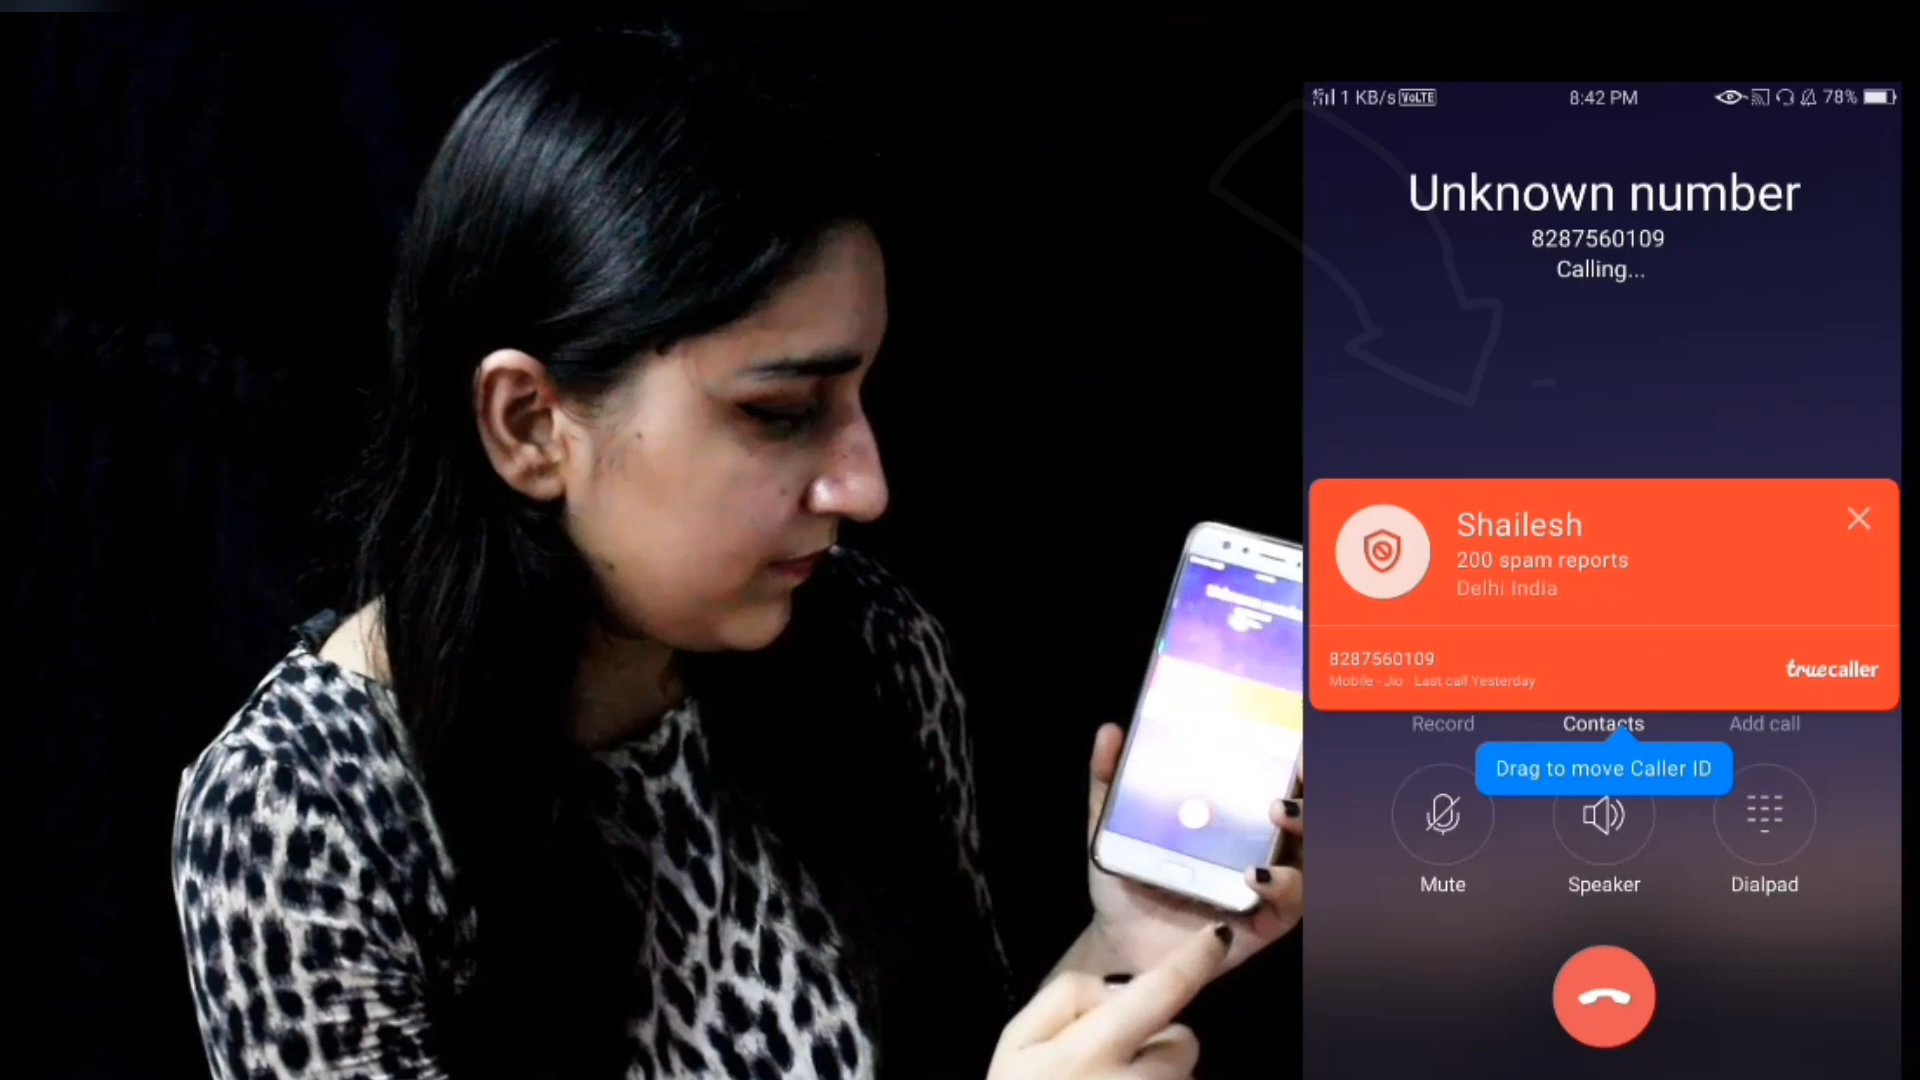 1 KB/s VoLTE 8:42 PM 78%
Unknown number
8287560109
Calling...
Shailesh
200 spam reports
Delhi India
8287560109
Mobile - Jio Last call Yesterday
truecaller
Record Contacts Add call
Drag to move Caller ID
Mute Speaker Dialpad